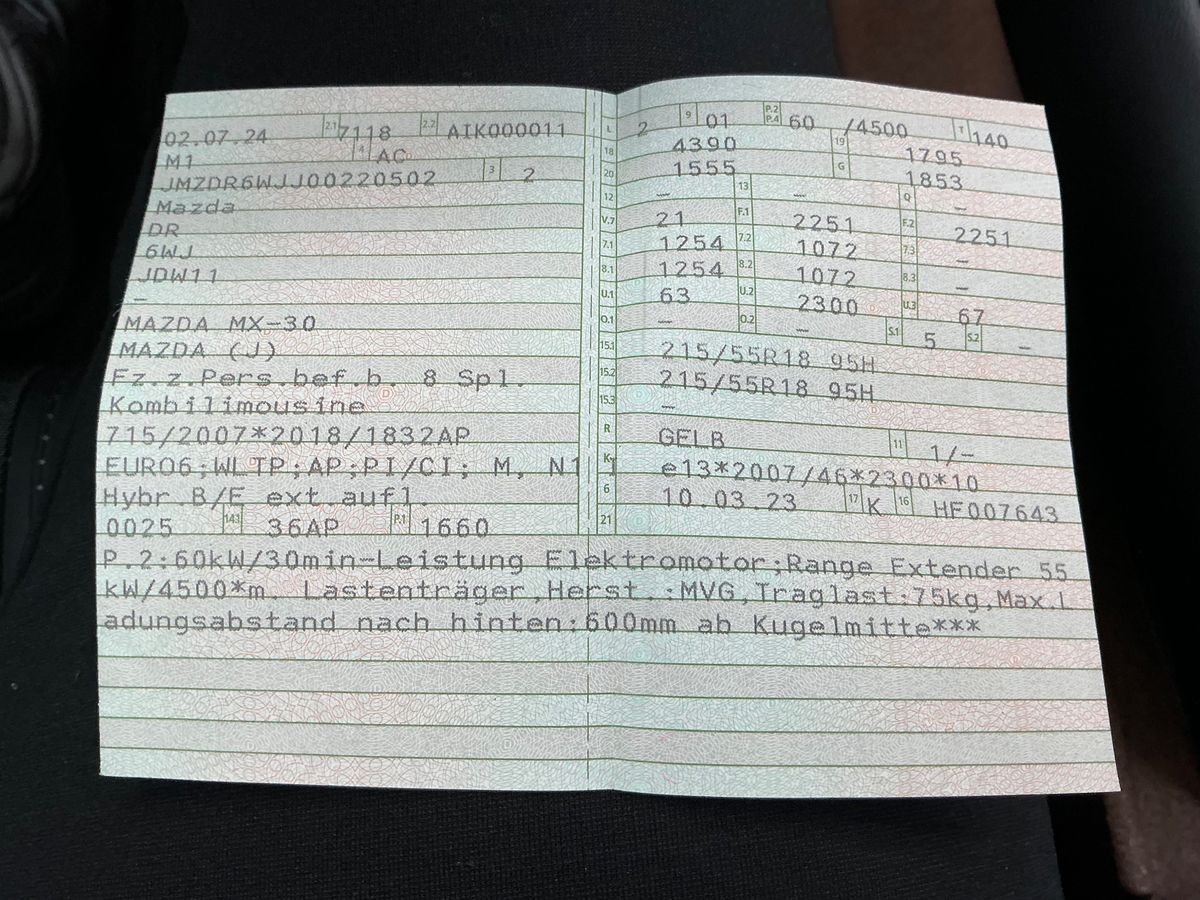 02.07.24 2.1 7118 2.2 AIK000011
M1 4 AC
JMZDR6WJJ00220502 3 2
Mazda
DR
6WJ
JDW11
–
MAZDA MX-30
MAZDA (J)
Fz.z.Pers.bef.b. 8 Spl.
Kombilimousine
715/2007*2018/1832AP
EURO6;WLTP;AP;PI/CI; M, N1 I
Hybr.B/E ext.aufl.
0025 14.1 36AP P.1 1660
L 2 9 01 P.2 P.4 60 /4500 T 140
18 4390 19 1795
20 1555 G 1853
12 – 13 – Q –
V.7 21 F.1 2251 F.2 2251
7.1 1254 7.2 1072 7.3 –
8.1 1254 8.2 1072 8.3 –
U.1 63 U.2 2300 U.3 67
O.1 – O.2 – S.1 5 S.2 –
15.1 215/55R18 95H
15.2 215/55R18 95H
15.3 –
R GELB 11 1/–
K e13*2007/46*2300*10
6 10.03.23 17 K 16 HF007643
21
P.2:60kW/30min-Leistung Elektromotor;Range Extender 55
kW/4500*m. Lastenträger,Herst.:MVG,Traglast:75kg,Max.L
adungsabstand nach hinten:600mm ab Kugelmitte***